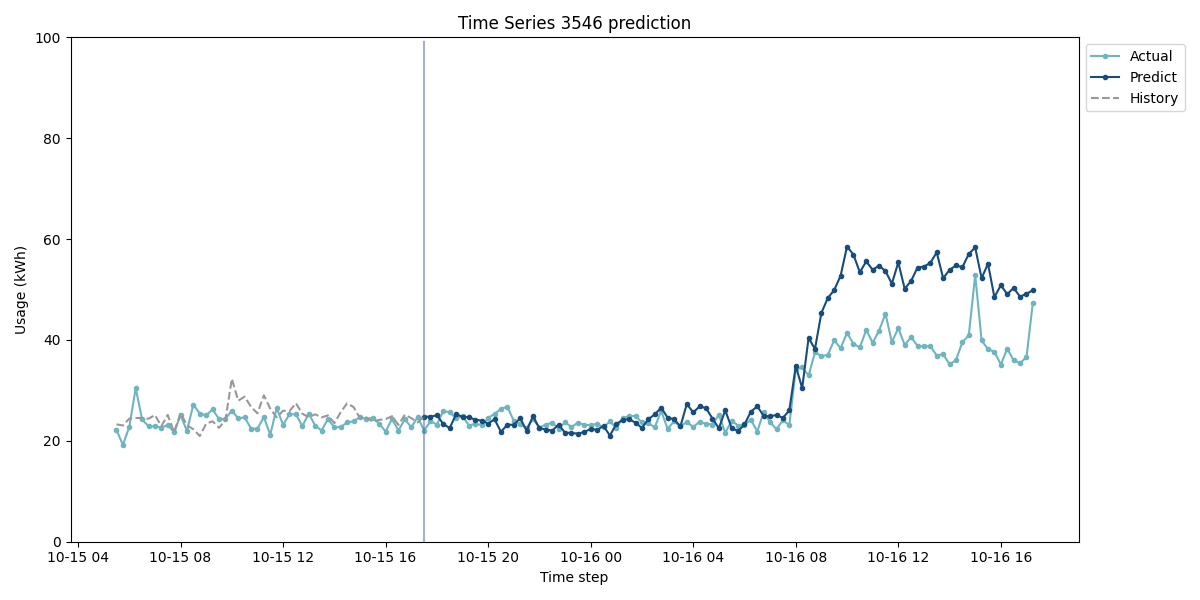 Time Series 3546 prediction
100
80
60
40
20
0
Usage (kWh)
10-15 04
10-15 08
10-15 12
10-15 16
10-15 20
10-16 00
10-16 04
10-16 08
10-16 12
10-16 16
Time step
Actual
Predict
History